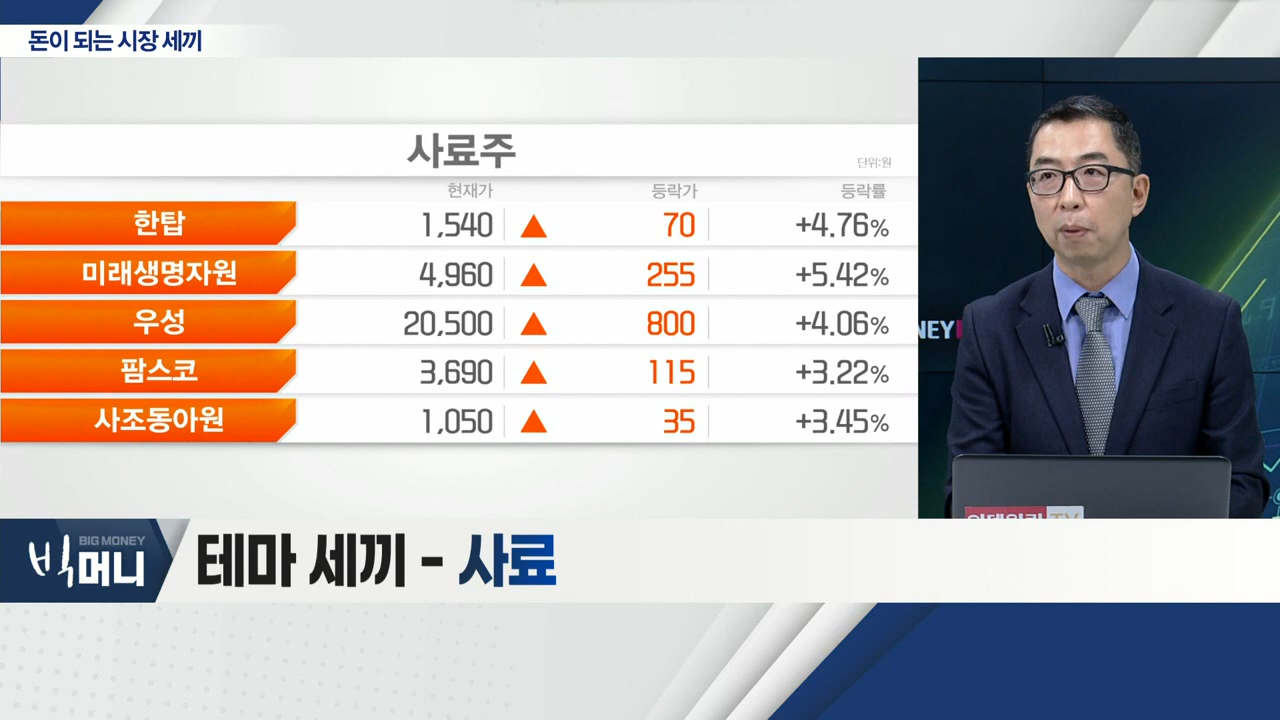 돈이 되는 시장 세끼
사료주
단위:원
현재가 등락가 등락률
한탑 1,540 ▲ 70 +4.76%
미래생명자원 4,960 ▲ 255 +5.42%
우성 20,500 ▲ 800 +4.06%
팜스코 3,690 ▲ 115 +3.22%
사조동아원 1,050 ▲ 35 +3.45%
NEY
TV
BIG MONEY
빅머니
테마 세끼 - 사료